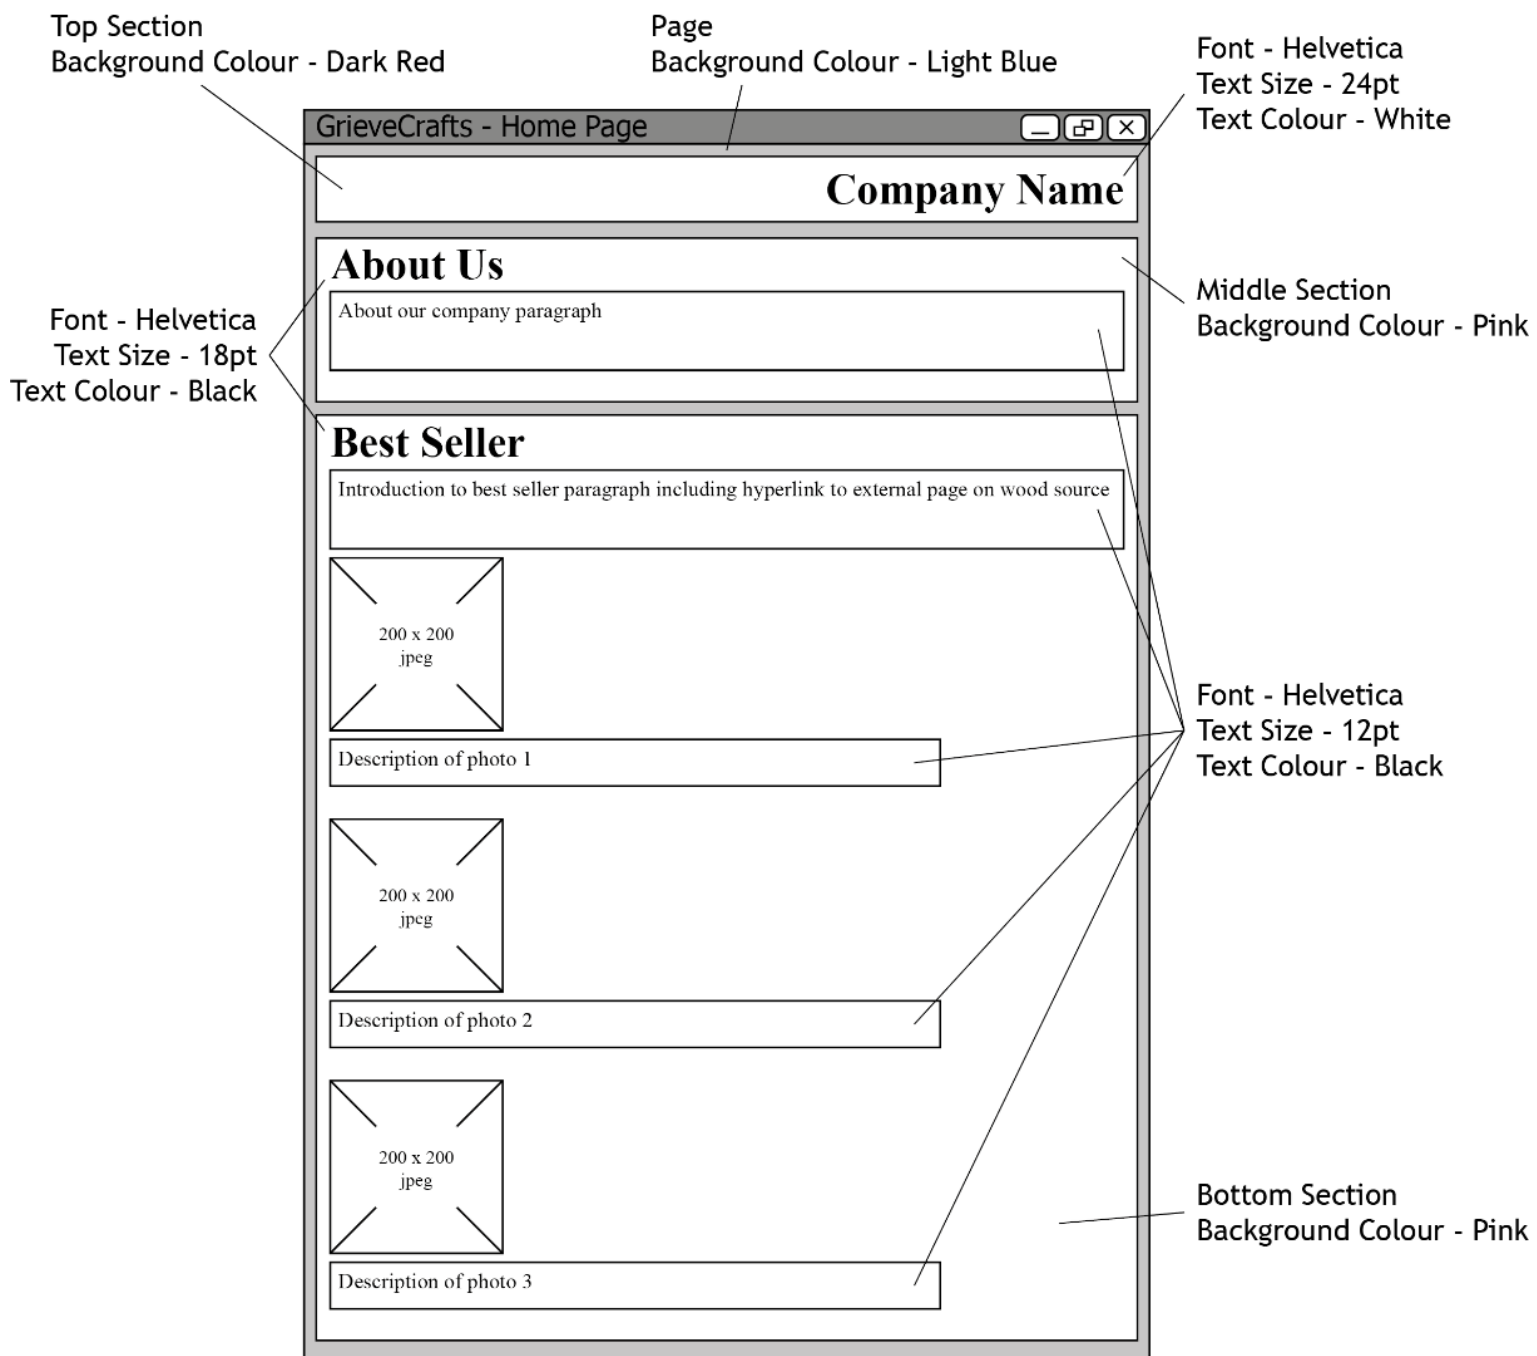 Top Section
Background Colour - Dark Red
Page
Background Colour - Light Blue
Font - Helvetica
Text Size - 24pt
Text Colour - White
GrieveCrafts - Home Page
Company Name
About Us
About our company paragraph
Middle Section
Background Colour - Pink
Font - Helvetica
Text Size - 18pt
Text Colour - Black
Best Seller
Introduction to best seller paragraph including hyperlink to external page on wood source
200 x 200
jpeg
Description of photo 1
Font - Helvetica
Text Size - 12pt
Text Colour - Black
200 x 200
jpeg
Description of photo 2
200 x 200
jpeg
Description of photo 3
Bottom Section
Background Colour - Pink